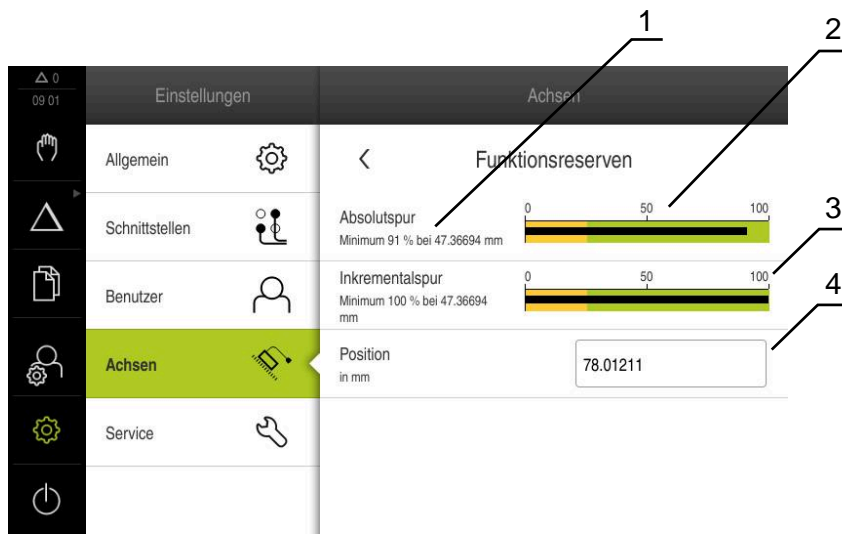 1
2
△ 0
09 01
Einstellungen
Achsen
Allgemein
Funktionsreserven
Schnittstellen
Absolutspur
Minimum 91 % bei 47.36694 mm
0 50 100
3
Benutzer
Inkrementalspur
Minimum 100 % bei 47.36694
mm
0 50 100
4
Achsen
Position
in mm
78.01211
Service